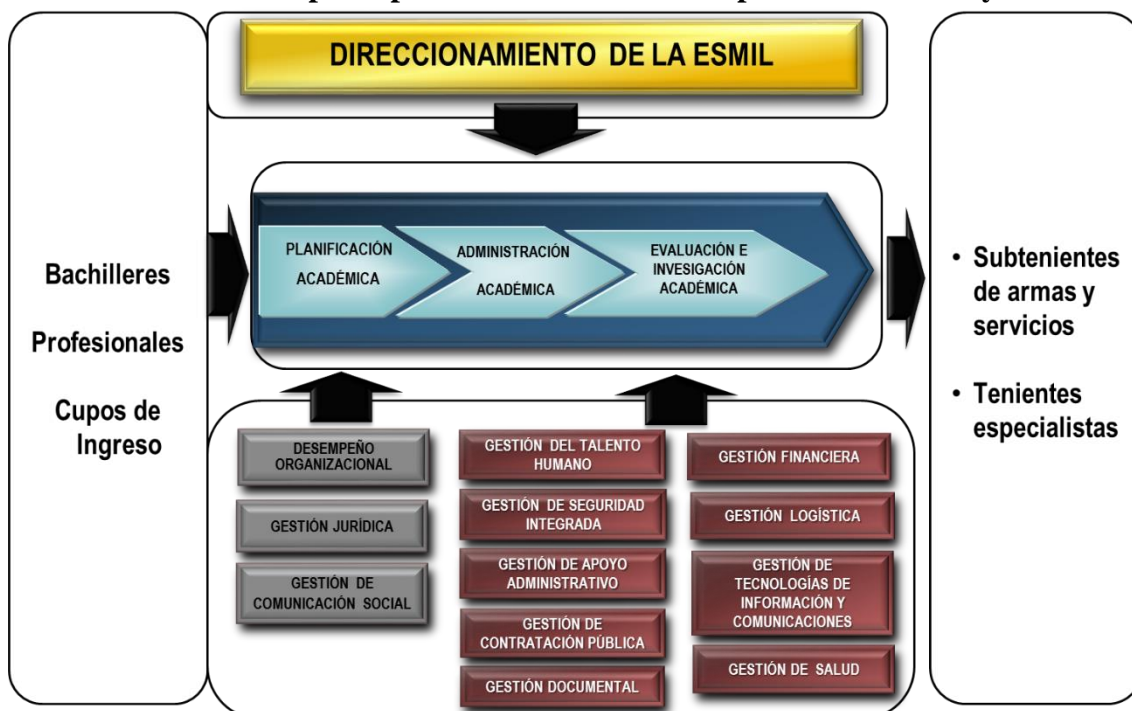 DIRECCIONAMIENTO DE LA ESMIL
Bachilleres
Profesionales
Cupos de
Ingreso
PLANIFICACIÓN
ACADÉMICA
ADMINISTRACIÓN
ACADÉMICA
EVALUACIÓN E
INVESIGACIÓN
ACADÉMICA
• Subtenientes
de armas y
servicios
• Tenientes
especialistas
DESEMPEÑO
ORGANIZACIONAL
GESTIÓN JURÍDICA
GESTIÓN DE
COMUNICACIÓN SOCIAL
GESTIÓN DEL TALENTO
HUMANO
GESTIÓN DE SEGURIDAD
INTEGRADA
GESTIÓN DE APOYO
ADMINISTRATIVO
GESTIÓN DE
CONTRATACIÓN PÚBLICA
GESTIÓN DOCUMENTAL
GESTIÓN FINANCIERA
GESTIÓN LOGÍSTICA
GESTIÓN DE
TECNOLOGÍAS DE
INFORMACIÓN Y
COMUNICACIONES
GESTIÓN DE SALUD